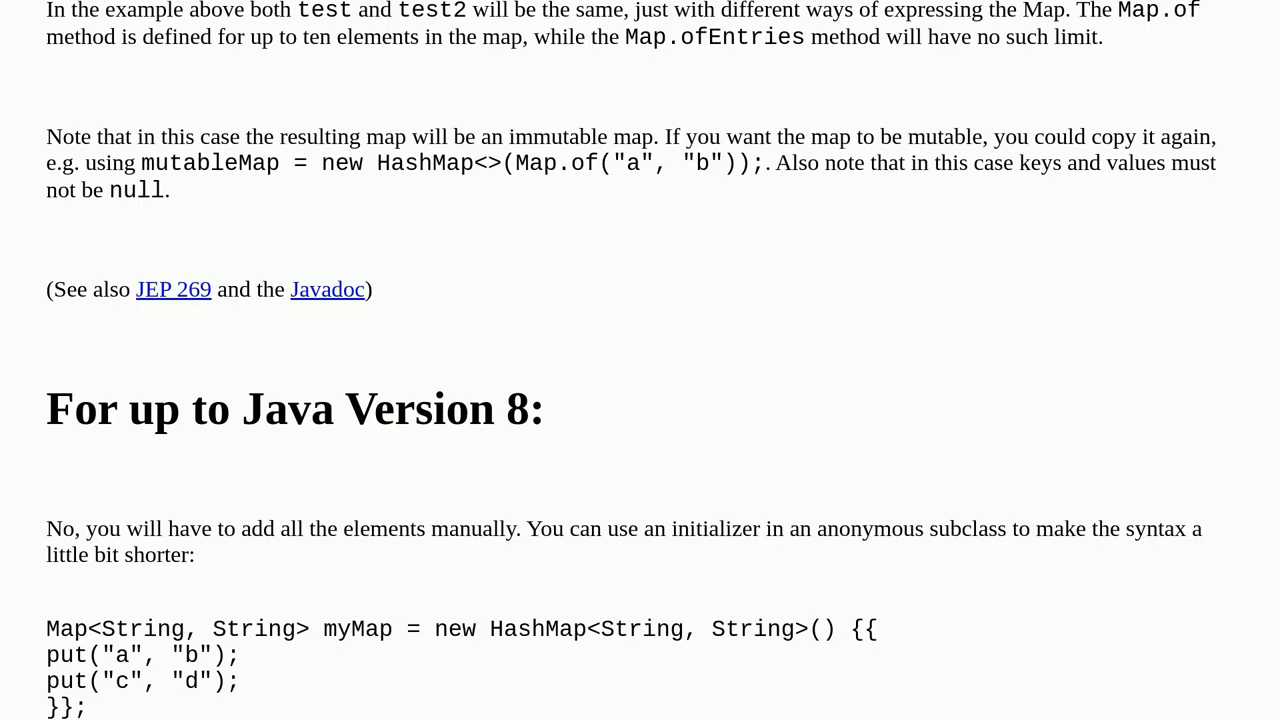 In the example above both test and test2 will be the same, just with different ways of expressing the Map. The Map.of
method is defined for up to ten elements in the map, while the Map.ofEntries method will have no such limit.
Note that in this case the resulting map will be an immutable map. If you want the map to be mutable, you could copy it again,
e.g. using mutableMap = new HashMap<>(Map.of("a", "b"));. Also note that in this case keys and values must
not be null.
(See also JEP 269 and the Javadoc)
For up to Java Version 8:
No, you will have to add all the elements manually. You can use an initializer in an anonymous subclass to make the syntax a
little bit shorter:
Map<String, String> myMap = new HashMap<String, String>() {{
put("a", "b");
put("c", "d");
}};